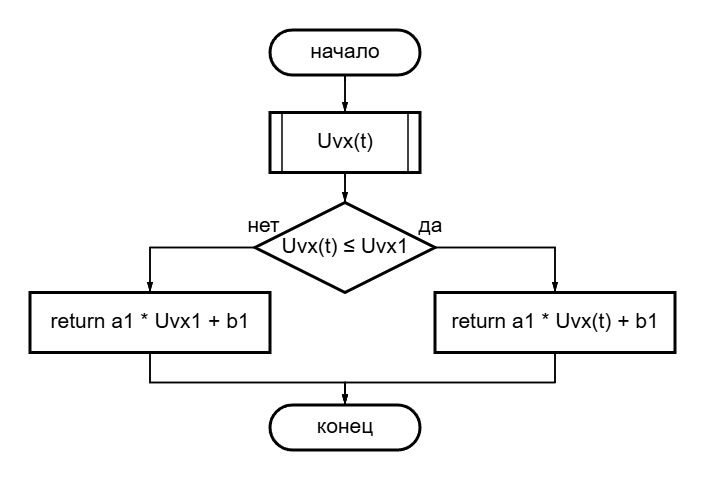 начало
Uvx(t)
нет
да
Uvx(t) ≤ Uvx1
return a1 * Uvx1 + b1
return a1 * Uvx(t) + b1
конец